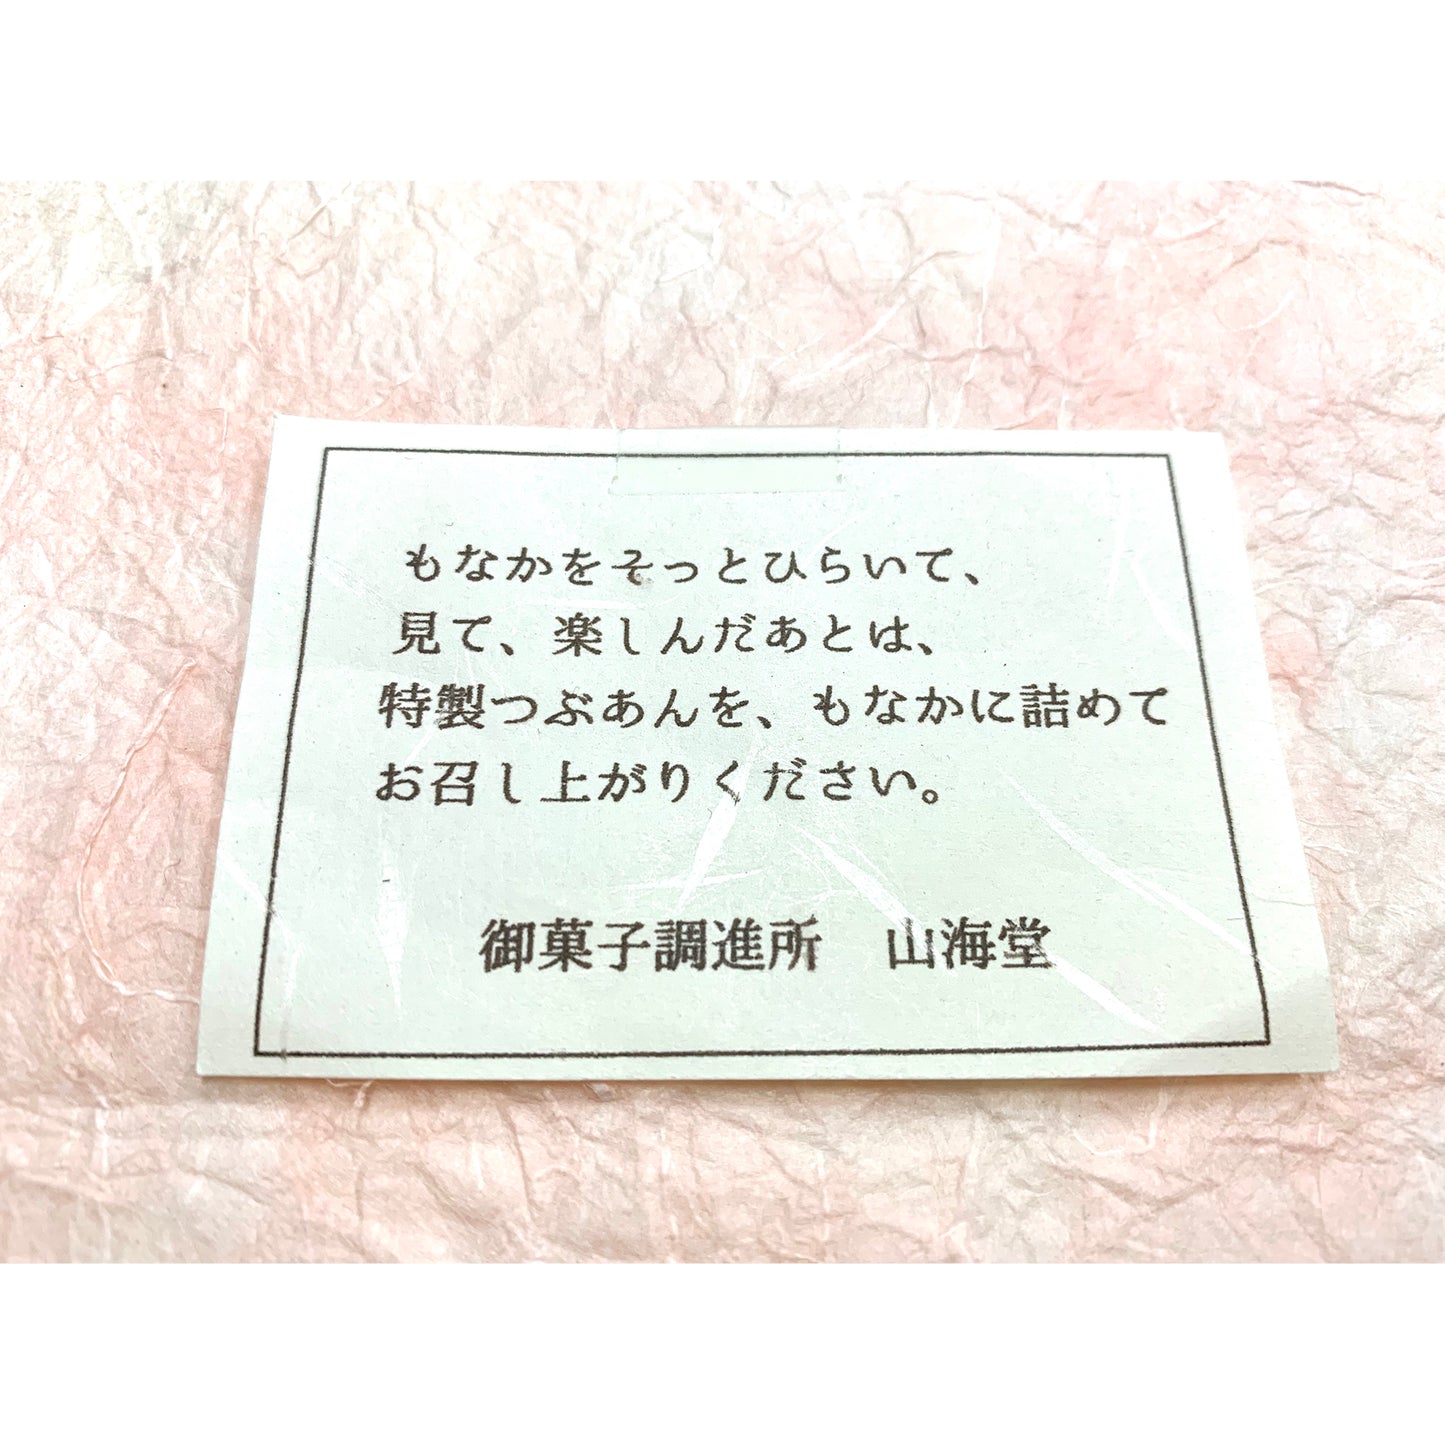 もなかをそっとひらいて、
見て、楽しんだあとは、
特製つぶあんを、もなかに詰めて
お召し上がりください。
御菓子調進所　山海堂